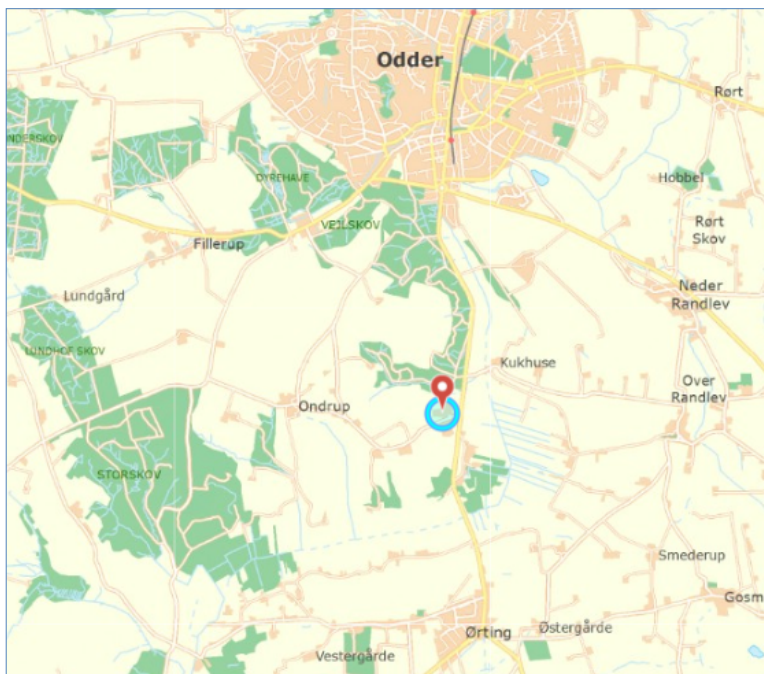 Odder
Rørt
NDERSKOV
DYREHAVE
Hobbel
VEJLSKOV
Rørt
Skov
Fillerup
Lundgård
Neder
Randlev
LUNDHOF SKOV
Kukhuse
Over
Randlev
Ondrup
STORSKOV
Smederup
Gosm
Ørting
Østergårde
Vestergårde